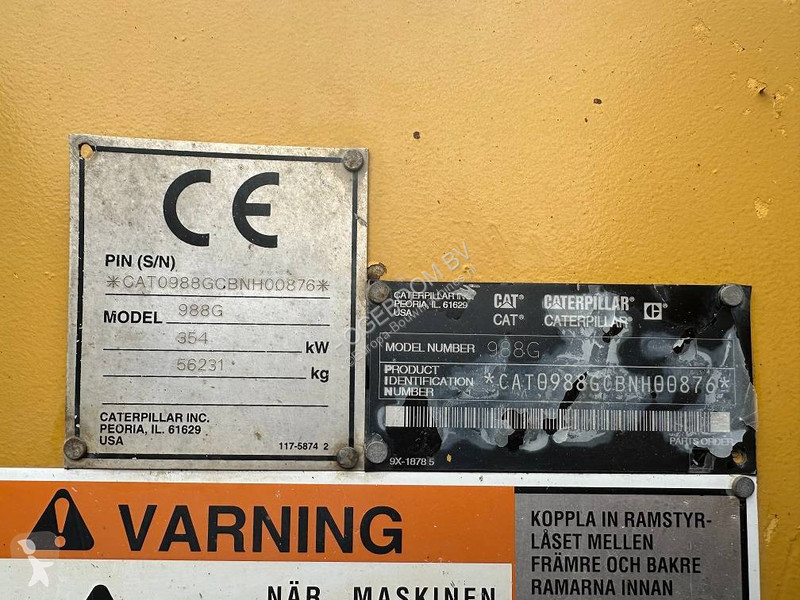 CE
PIN (S/N)
*CAT0988GCBNH00876*
MODEL 988G
354 kW
56231 kg
CATERPILLAR INC.
PEORIA, IL. 61629
USA
117-5874 2
CATERPILLAR INC.
PEORIA, IL. 61629
USA
CAT® CATERPILLAR®
CAT® CATERPILLAR
MODEL NUMBER 988G
PRODUCT
IDENTIFICATION
NUMBER
*CAT0988GCBNH00876*
PARTS ORDER
9X-1878 5
VARNING
NÄR MASKINEN
KOPPLA IN RAMSTYR-
LÅSET MELLEN
FRÄMRE OCH BAKRE
RAMARNA INNAN